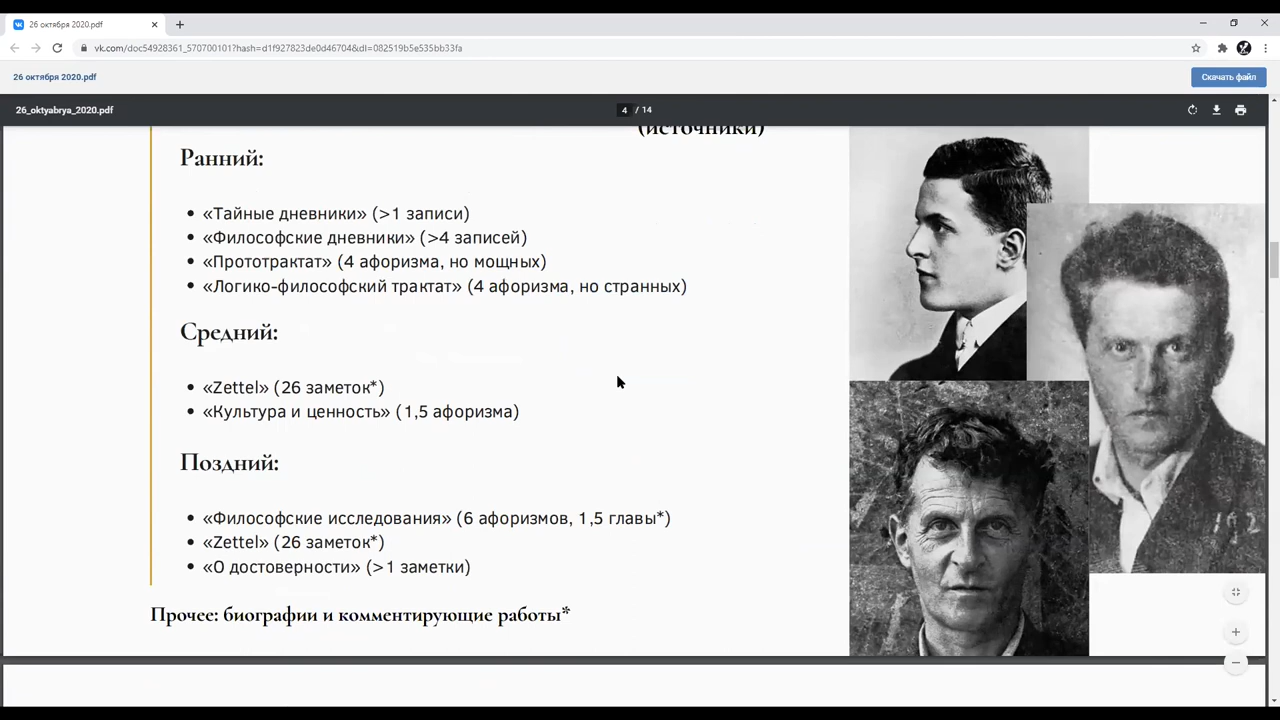 26 октября 2020.pdf
vk.com/doc54928361_570700101?hash=d1f927823de0d46704&dl=082519b5e535bb33fa
26 октября 2020.pdf
Скачать файл
26_oktyabrya_2020.pdf
4 / 14
(источники)
Ранний:
• «Тайные дневники» (>1 записи)
• «Философские дневники» (>4 записей)
• «Прототрактат» (4 афоризма, но мощных)
• «Логико-философский трактат» (4 афоризма, но странных)
Средний:
• «Zettel» (26 заметок*)
• «Культура и ценность» (1,5 афоризма)
Поздний:
• «Философские исследования» (6 афоризмов, 1,5 главы*)
• «Zettel» (26 заметок*)
• «О достоверности» (>1 заметки)
Прочее: биографии и комментирующие работы*